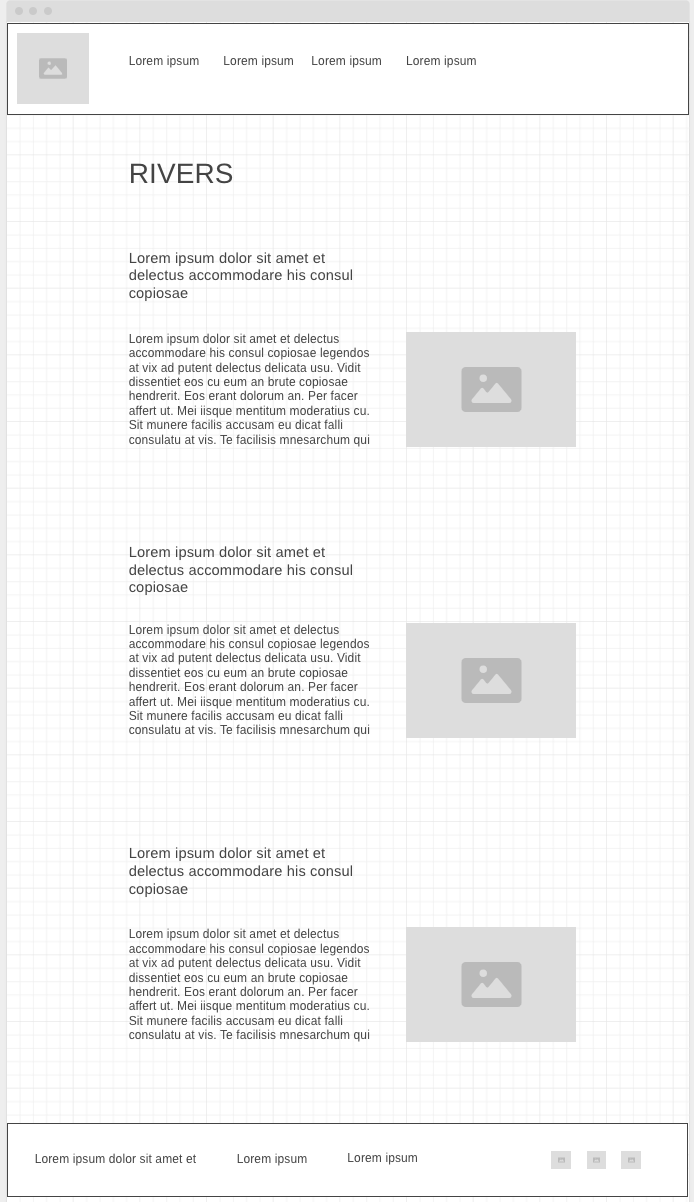 Lorem ipsum Lorem ipsum Lorem ipsum Lorem ipsum
RIVERS
Lorem ipsum dolor sit amet et
delectus accommodare his consul
copiosae
Lorem ipsum dolor sit amet et delectus
accommodare his consul copiosae legendos
at vix ad putent delectus delicata usu. Vidit
dissentiet eos cu eum an brute copiosae
hendrerit. Eos erant dolorum an. Per facer
affert ut. Mei iisque mentitum moderatius cu.
Sit munere facilis accusam eu dicat falli
consulatu at vis. Te facilisis mnesarchum qui
Lorem ipsum dolor sit amet et
delectus accommodare his consul
copiosae
Lorem ipsum dolor sit amet et delectus
accommodare his consul copiosae legendos
at vix ad putent delectus delicata usu. Vidit
dissentiet eos cu eum an brute copiosae
hendrerit. Eos erant dolorum an. Per facer
affert ut. Mei iisque mentitum moderatius cu.
Sit munere facilis accusam eu dicat falli
consulatu at vis. Te facilisis mnesarchum qui
Lorem ipsum dolor sit amet et
delectus accommodare his consul
copiosae
Lorem ipsum dolor sit amet et delectus
accommodare his consul copiosae legendos
at vix ad putent delectus delicata usu. Vidit
dissentiet eos cu eum an brute copiosae
hendrerit. Eos erant dolorum an. Per facer
affert ut. Mei iisque mentitum moderatius cu.
Sit munere facilis accusam eu dicat falli
consulatu at vis. Te facilisis mnesarchum qui
Lorem ipsum dolor sit amet et Lorem ipsum Lorem ipsum